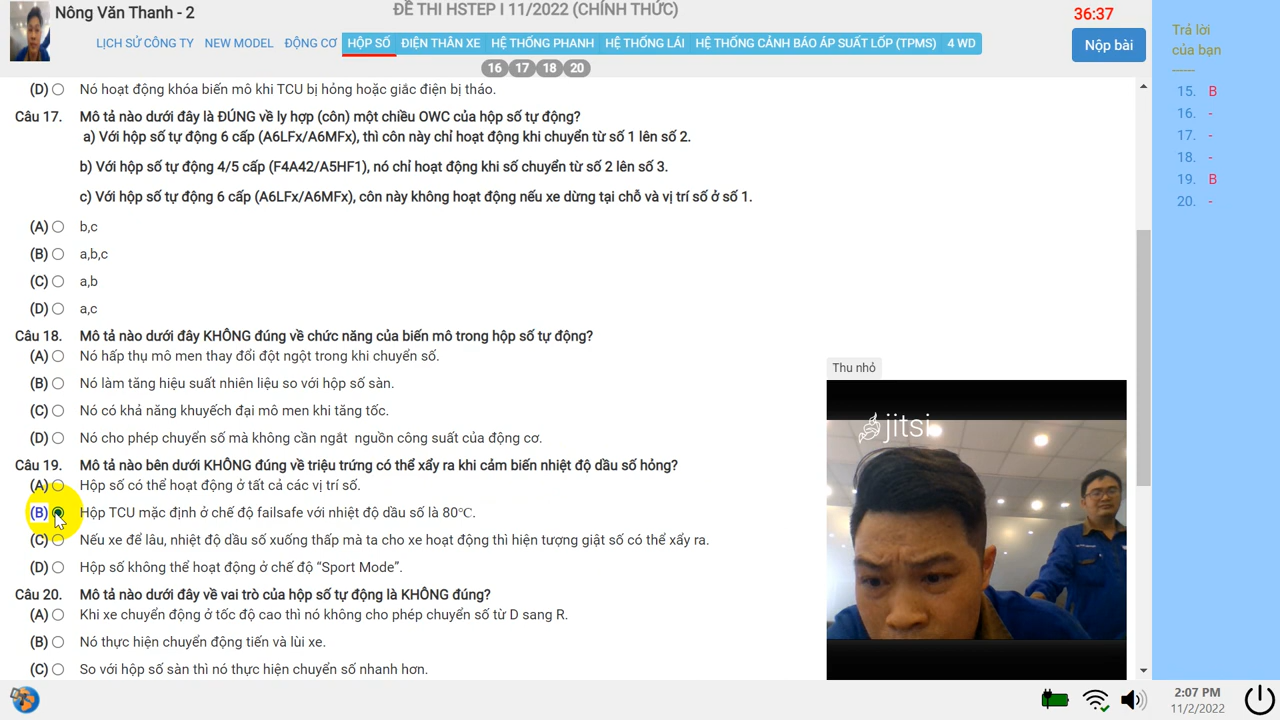 Nông Văn Thanh - 2
ĐỀ THI HSTEP I 11/2022 (CHÍNH THỨC)
36:37
LỊCH SỬ CÔNG TY NEW MODEL ĐỘNG CƠ HỘP SỐ ĐIỆN THÂN XE HỆ THỐNG PHANH HỆ THỐNG LÁI HỆ THỐNG CẢNH BÁO ÁP SUẤT LỐP (TPMS) 4 WD
Nộp bài
16 17 18 20
Trả lời
của bạn
------
15. B
16. -
17. -
18. -
19. B
20. -
(D) Nó hoạt động khóa biến mô khi TCU bị hỏng hoặc giắc điện bị tháo.
Câu 17. Mô tả nào dưới đây là ĐÚNG về ly hợp (côn) một chiều OWC của hộp số tự động?
a) Với hộp số tự động 6 cấp (A6LFx/A6MFx), thì côn này chỉ hoạt động khi chuyển từ số 1 lên số 2.
b) Với hộp số tự động 4/5 cấp (F4A42/A5HF1), nó chỉ hoạt động khi số chuyển từ số 2 lên số 3.
c) Với hộp số tự động 6 cấp (A6LFx/A6MFx), côn này không hoạt động nếu xe dừng tại chỗ và vị trí số ở số 1.
(A) b,c
(B) a,b,c
(C) a,b
(D) a,c
Câu 18. Mô tả nào dưới đây KHÔNG đúng về chức năng của biến mô trong hộp số tự động?
(A) Nó hấp thụ mô men thay đổi đột ngột trong khi chuyển số.
(B) Nó làm tăng hiệu suất nhiên liệu so với hộp số sàn.
(C) Nó có khả năng khuyếch đại mô men khi tăng tốc.
(D) Nó cho phép chuyển số mà không cần ngắt nguồn công suất của động cơ.
Câu 19. Mô tả nào bên dưới KHÔNG đúng về triệu trứng có thể xẩy ra khi cảm biến nhiệt độ dầu số hỏng?
(A) Hộp số có thể hoạt động ở tất cả các vị trí số.
(B) Hộp TCU mặc định ở chế độ failsafe với nhiệt độ dầu số là 80℃.
(C) Nếu xe để lâu, nhiệt độ dầu số xuống thấp mà ta cho xe hoạt động thì hiện tượng giật số có thể xẩy ra.
(D) Hộp số không thể hoạt động ở chế độ “Sport Mode”.
Câu 20. Mô tả nào dưới đây về vai trò của hộp số tự động là KHÔNG đúng?
(A) Khi xe chuyển động ở tốc độ cao thì nó không cho phép chuyển số từ D sang R.
(B) Nó thực hiện chuyển động tiến và lùi xe.
(C) So với hộp số sàn thì nó thực hiện chuyển số nhanh hơn.
Thu nhỏ
jitsi
2:07 PM
11/2/2022